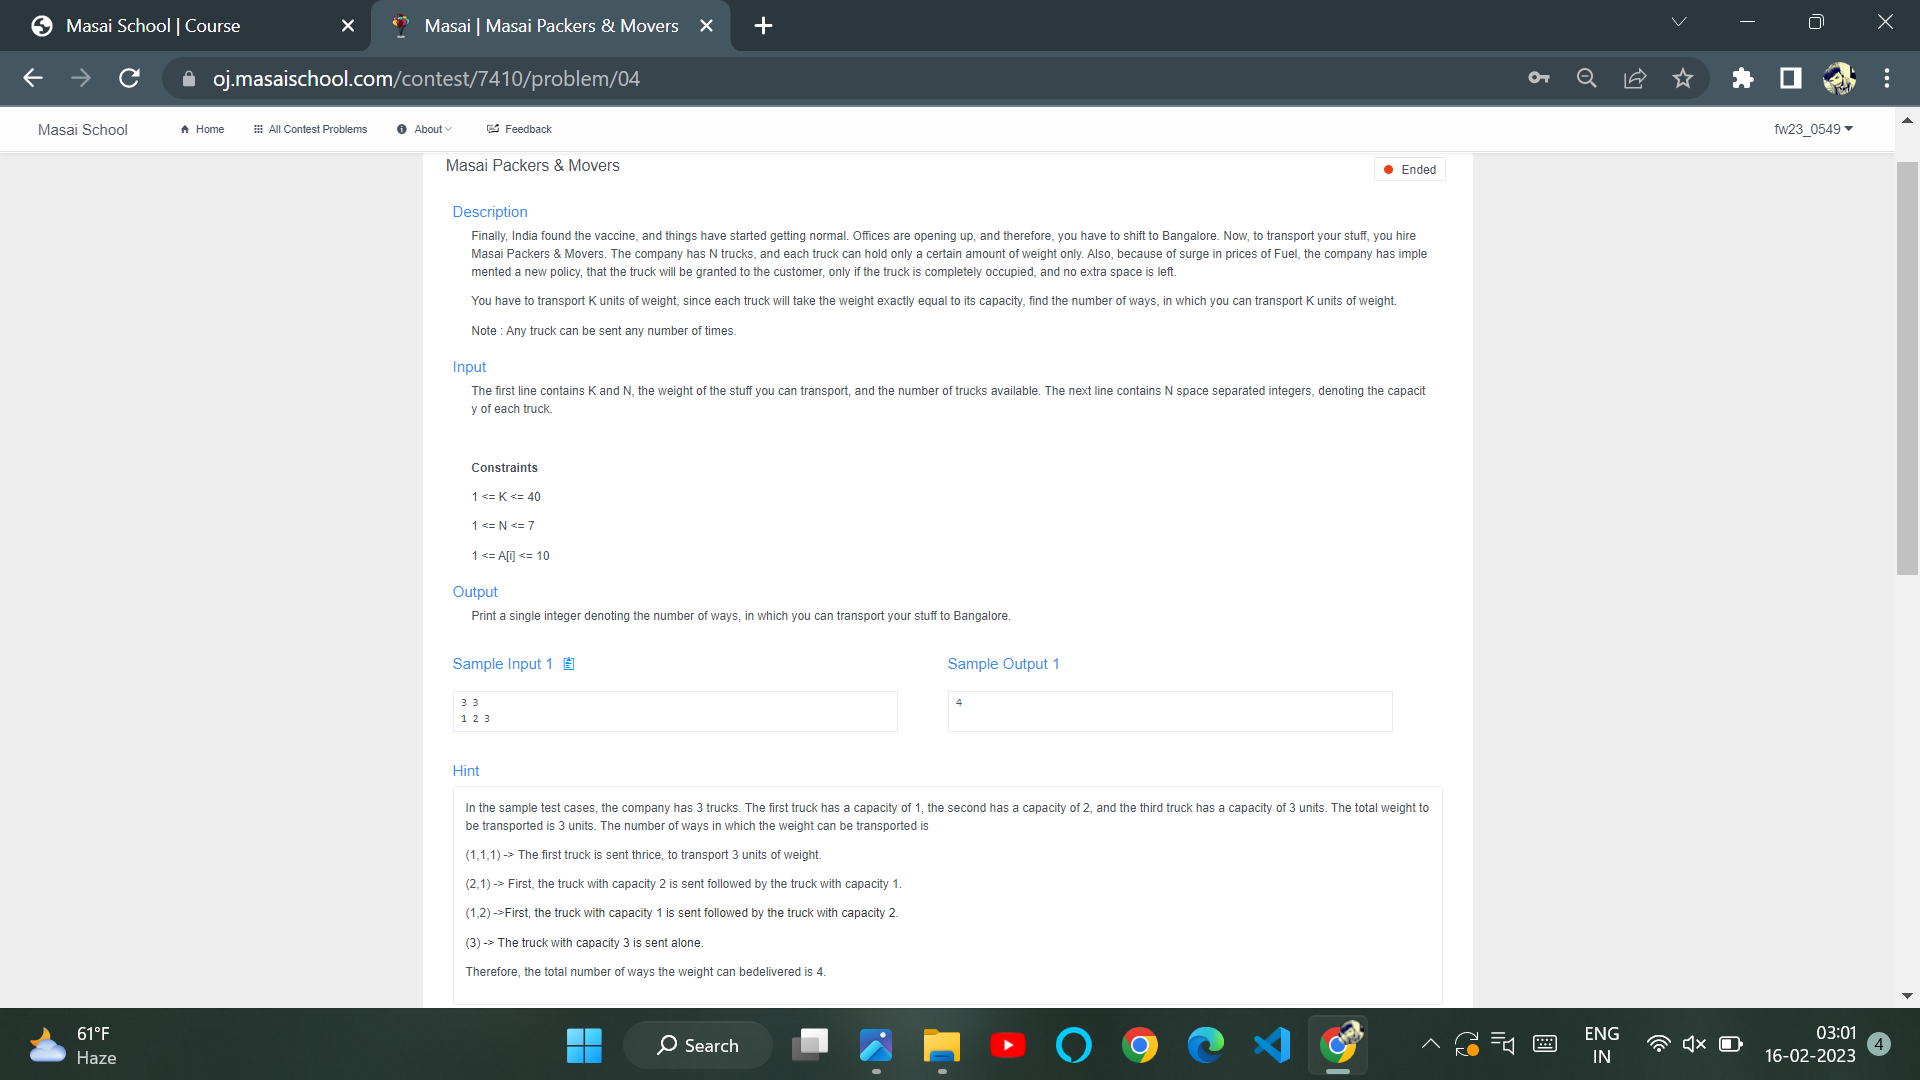 Masai School | Course
Masai | Masai Packers & Movers
oj.masaischool.com/contest/7410/problem/04
Masai School
Home
All Contest Problems
About
Feedback
fw23_0549
Masai Packers & Movers
Ended
Description
Finally, India found the vaccine, and things have started getting normal. Offices are opening up, and therefore, you have to shift to Bangalore. Now, to transport your stuff, you hire
Masai Packers & Movers. The company has N trucks, and each truck can hold only a certain amount of weight only. Also, because of surge in prices of Fuel, the company has imple
mented a new policy, that the truck will be granted to the customer, only if the truck is completely occupied, and no extra space is left.
You have to transport K units of weight, since each truck will take the weight exactly equal to its capacity, find the number of ways, in which you can transport K units of weight.
Note : Any truck can be sent any number of times.
Input
The first line contains K and N, the weight of the stuff you can transport, and the number of trucks available. The next line contains N space separated integers, denoting the capacit
y of each truck.
Constraints
1 <= K <= 40
1 <= N <= 7
1 <= A[i] <= 10
Output
Print a single integer denoting the number of ways, in which you can transport your stuff to Bangalore.
Sample Input 1
3 3
1 2 3
Sample Output 1
4
Hint
In the sample test cases, the company has 3 trucks. The first truck has a capacity of 1, the second has a capacity of 2, and the third truck has a capacity of 3 units. The total weight to
be transported is 3 units. The number of ways in which the weight can be transported is
(1,1,1) -> The first truck is sent thrice, to transport 3 units of weight.
(2,1) -> First, the truck with capacity 2 is sent followed by the truck with capacity 1.
(1,2) ->First, the truck with capacity 1 is sent followed by the truck with capacity 2.
(3) -> The truck with capacity 3 is sent alone.
Therefore, the total number of ways the weight can bedelivered is 4.
61°F
Haze
Search
ENG
IN
03:01
16-02-2023
4